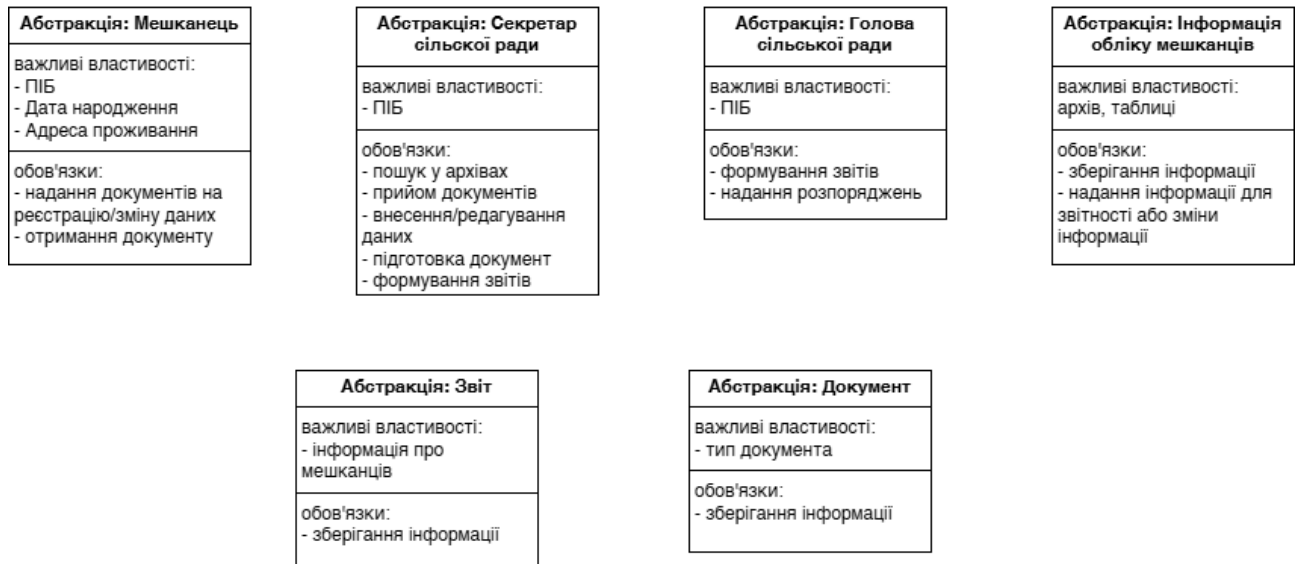 Абстракція: Мешканець
важливі властивості:
- ПІБ
- Дата народження
- Адреса проживання
обов'язки:
- надання документів на
реєстрацію/зміну даних
- отримання документу
Абстракція: Секретар
сільскої ради
важливі властивості:
- ПІБ
обов'язки:
- пошук у архівах
- прийом документів
- внесення/редагування
даних
- підготовка документ
- формування звітів
Абстракція: Голова
сільської ради
важливі властивості:
- ПІБ
обов'язки:
- формування звітів
- надання розпоряджень
Абстракція: Інформація
обліку мешканців
важливі властивості:
архів, таблиці
обов'язки:
- зберігання інформації
- надання інформації для
звітності або зміни
інформації
Абстракція: Звіт
важливі властивості:
- інформація про
мешканців
обов'язки:
- зберігання інформації
Абстракція: Документ
важливі властивості:
- тип документа
обов'язки:
- зберігання інформації